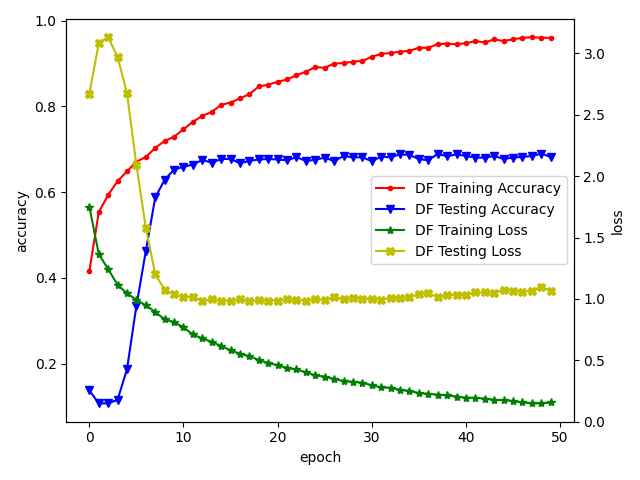 1.0
0.8
0.6
0.4
0.2
accuracy
3.0
2.5
2.0
1.5
1.0
0.5
0.0
loss
DF Training Accuracy
DF Testing Accuracy
DF Training Loss
DF Testing Loss
0 10 20 30 40 50
epoch